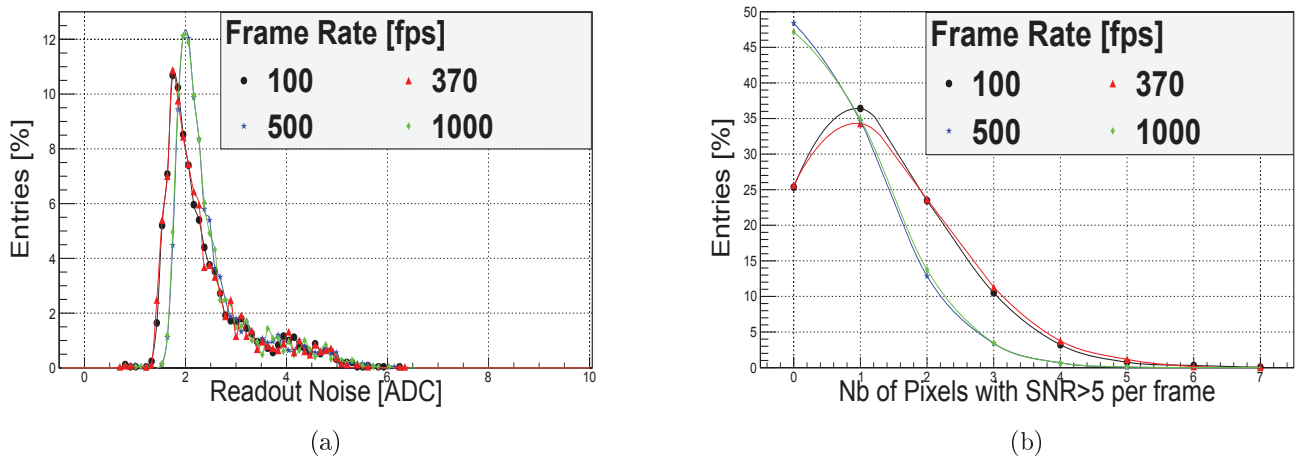 Frame Rate [fps]
100 370
500 1000
Entries [%]
12
10
8
6
4
2
0
0 2 4 6 8 10
Readout Noise [ADC]
(a)
Frame Rate [fps]
100 370
500 1000
Entries [%]
50
45
40
35
30
25
20
15
10
5
0
0 1 2 3 4 5 6 7
Nb of Pixels with SNR>5 per frame
(b)